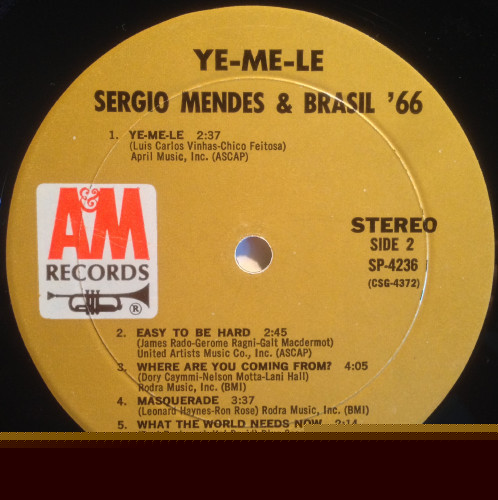 YE-ME-LE
SERGIO MENDES & BRASIL '66
1. YE-ME-LE 2:37
(Luis Carlos Vinhas-Chico Feitosa)
April Music, Inc. (ASCAP)
A&M
RECORDS
®
STEREO
SIDE 2
SP-4236
(CSG-4372)
2. EASY TO BE HARD 2:45
(James Rado-Gerome Ragni-Galt Macdermot)
United Artists Music Co., Inc. (ASCAP)
3. WHERE ARE YOU COMING FROM? 4:05
(Dory Caymmi-Nelson Motta-Lani Hall)
Rodra Music, Inc. (BMI)
4. MASQUERADE 3:37
(Leonard Haynes-Ron Rose) Rodra Music, Inc. (BMI)
5. WHAT THE WORLD NEEDS NOW 2:14